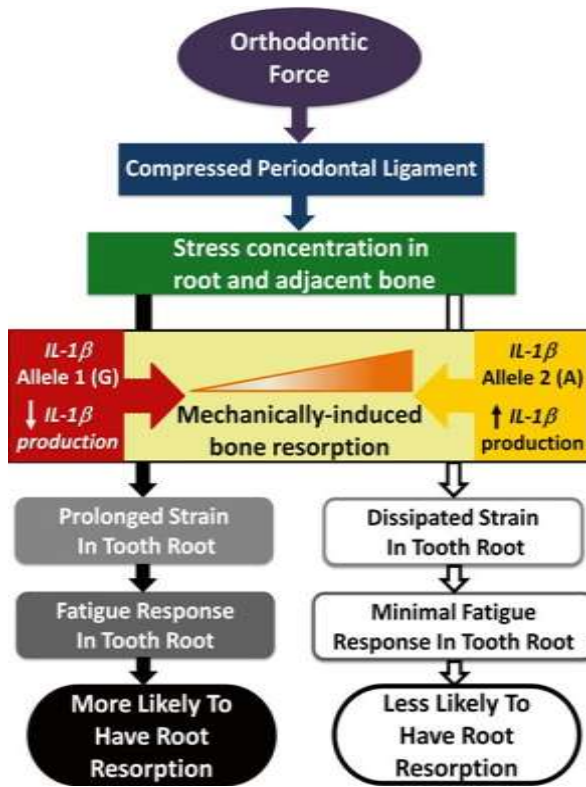 Orthodontic
Force
Compressed Periodontal Ligament
Stress concentration in
root and adjacent bone
IL-1β
Allele 1 (G)
↓ IL-1β
production
Mechanically-induced
bone resorption
IL-1β
Allele 2 (A)
↑ IL-1β
production
Prolonged Strain
In Tooth Root
Dissipated Strain
In Tooth Root
Fatigue Response
In Tooth Root
Minimal Fatigue
Response In Tooth Root
More Likely To
Have Root
Resorption
Less Likely To
Have Root
Resorption